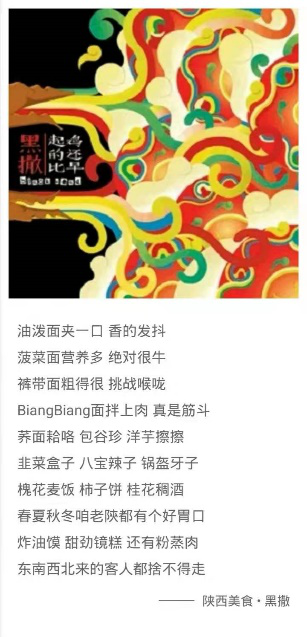 黑撒
起的比
鸡还早
black head
油泼面夹一口 香的发抖
菠菜面营养多 绝对很牛
裤带面粗得很 挑战喉咙
BiangBiang面拌上肉 真是筋斗
荞面耠咯 包谷珍 洋芋擦擦
韭菜盒子 八宝辣子 锅盔牙子
槐花麦饭 柿子饼 桂花稠酒
春夏秋冬咱老陕都有个好胃口
炸油馍 甜劲镜糕 还有粉蒸肉
东南西北来的客人都捨不得走
—— 陕西美食·黑撒